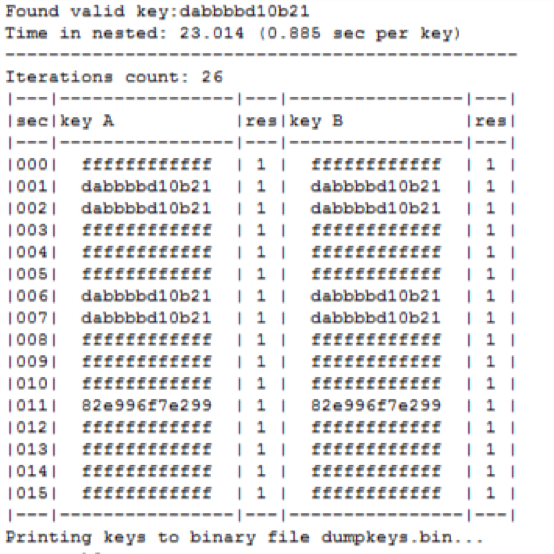 Found valid key:dabbbbd10b21
Time in nested: 23.014 (0.885 sec per key)
-----------------------------------------------
Iterations count: 26
|---|----------------|---|----------------|---|
|sec|key A           |res|key B           |res|
|---|----------------|---|----------------|---|
|000|  ffffffffffff  | 1 |  ffffffffffff  | 1 |
|001|  dabbbbd10b21  | 1 |  dabbbbd10b21  | 1 |
|002|  dabbbbd10b21  | 1 |  dabbbbd10b21  | 1 |
|003|  ffffffffffff  | 1 |  ffffffffffff  | 1 |
|004|  ffffffffffff  | 1 |  ffffffffffff  | 1 |
|005|  ffffffffffff  | 1 |  ffffffffffff  | 1 |
|006|  dabbbbd10b21  | 1 |  dabbbbd10b21  | 1 |
|007|  dabbbbd10b21  | 1 |  dabbbbd10b21  | 1 |
|008|  ffffffffffff  | 1 |  ffffffffffff  | 1 |
|009|  ffffffffffff  | 1 |  ffffffffffff  | 1 |
|010|  ffffffffffff  | 1 |  ffffffffffff  | 1 |
|011|  82e996f7e299  | 1 |  82e996f7e299  | 1 |
|012|  ffffffffffff  | 1 |  ffffffffffff  | 1 |
|013|  ffffffffffff  | 1 |  ffffffffffff  | 1 |
|014|  ffffffffffff  | 1 |  ffffffffffff  | 1 |
|015|  ffffffffffff  | 1 |  ffffffffffff  | 1 |
|---|----------------|---|----------------|---|
Printing keys to binary file dumpkeys.bin...